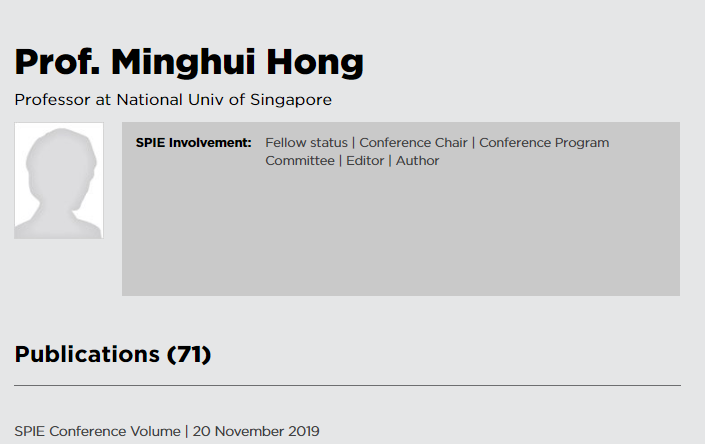 Prof. Minghui Hong
Professor at National Univ of Singapore
SPIE Involvement: Fellow status | Conference Chair | Conference Program
Committee | Editor | Author
Publications (71)
SPIE Conference Volume | 20 November 2019